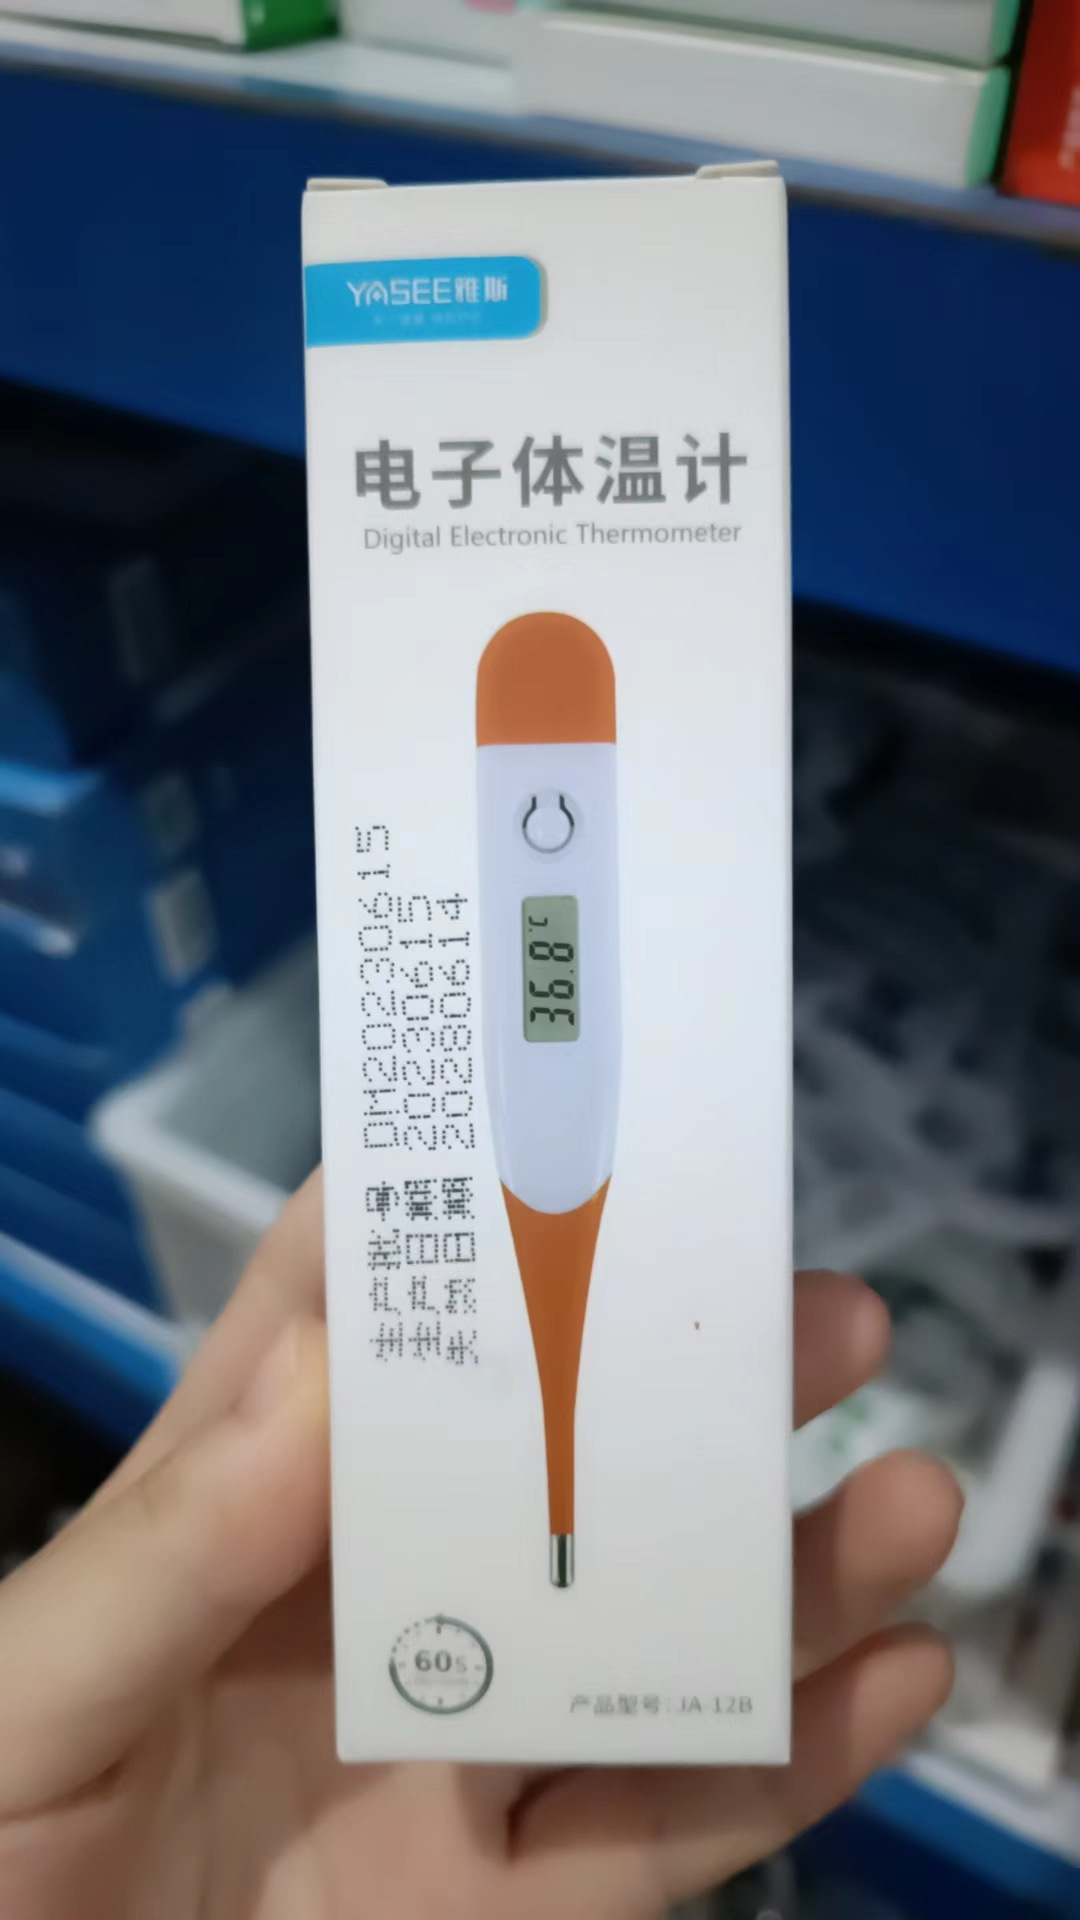 YASEE雅斯
电子体温计
Digital Electronic Thermometer
36.8℃
生产批号 DM20230615
生产日期 20230615
失效日期 20280614
60s
产品型号:JA-12B